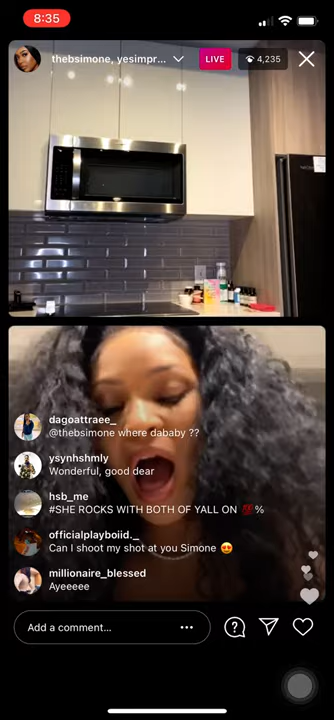 8:35
thebsimone, yesimpr...
LIVE
4,235
dagoattraee_
@thebsimone where dababy ??
ysynhshmly
Wonderful, good dear
hsb_me
#SHE ROCKS WITH BOTH OF YALL ON 💯%
officialplayboiid._
Can I shoot my shot at you Simone 😍
millionaire_blessed
Ayeeeee
Add a comment...